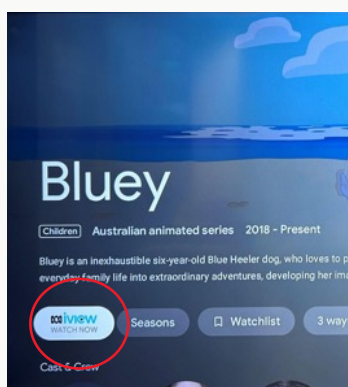 Bluey
Children Australian animated series 2018 - Present
Bluey is an inexhaustible six-year-old Blue Heeler dog, who loves to
everyday family life into extraordinary adventures, developing her
ABC iview
WATCH NOW
Seasons
Watchlist
3 way
Cast & Crew